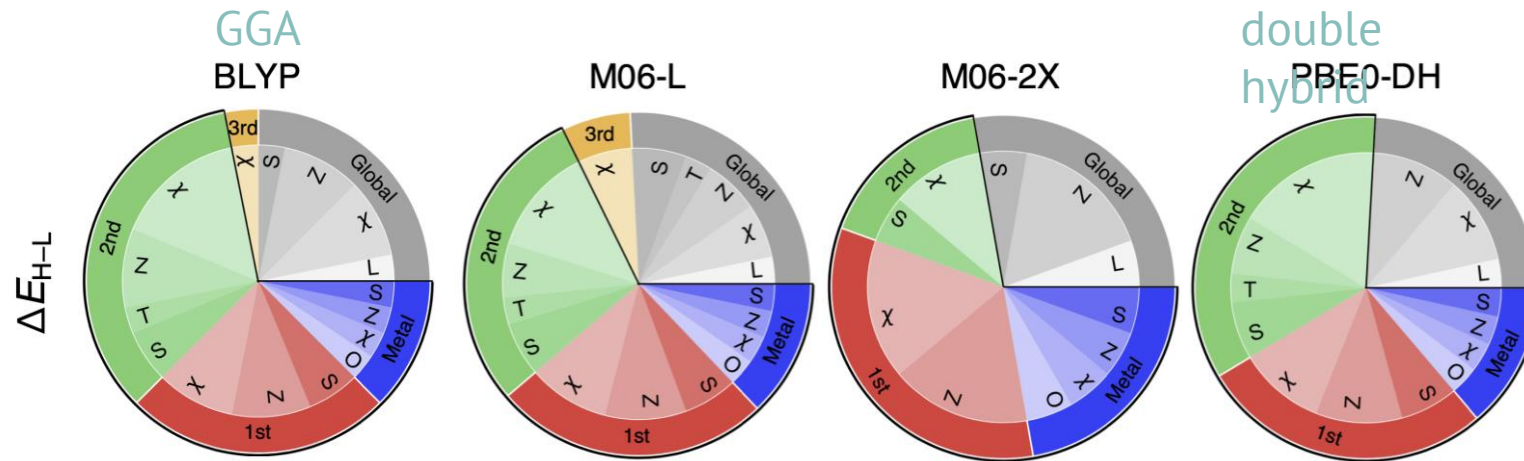 GGA
BLYP
M06-L
M06-2X
double
hybrid
PBE0-DH
ΔE_H–L
3rd
χ
S
Z
Global
χ
L
2nd
χ
Z
T
S
1st
χ
Z
S
Metal
S
Z
χ
O
3rd
χ
S
T
Z
Global
χ
L
2nd
χ
Z
T
S
1st
χ
Z
S
Metal
S
Z
χ
O
2nd
χ
S
S
Z
Global
L
1st
χ
Z
Metal
S
Z
χ
O
2nd
χ
Z
T
S
Z
Global
χ
L
1st
χ
Z
S
Metal
S
Z
χ
O